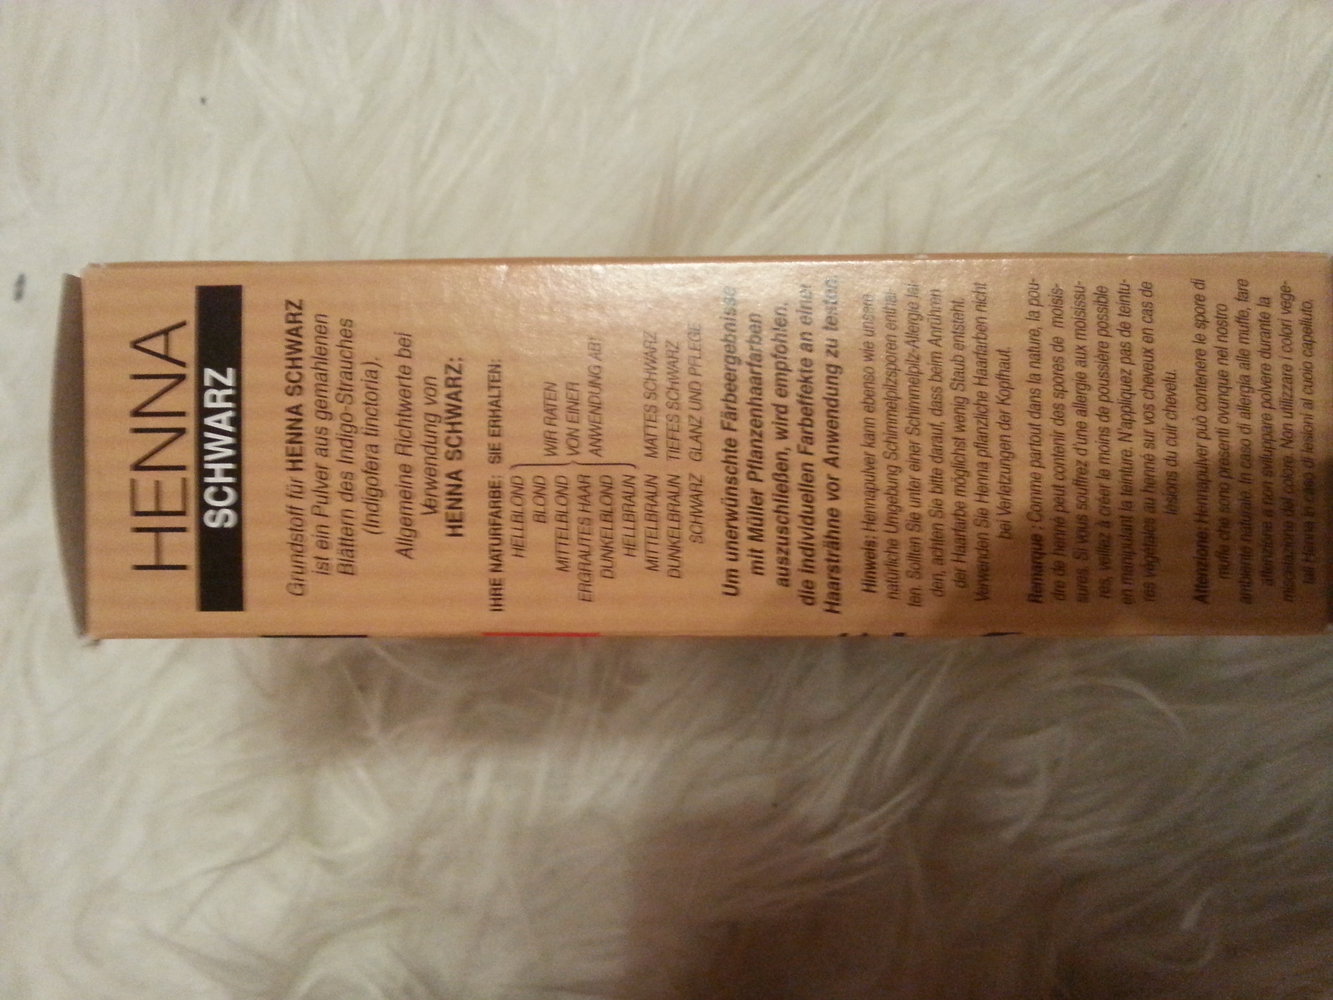 HENNA
SCHWARZ
Grundstoff für HENNA SCHWARZ
ist ein Pulver aus gemahlenen
Blättern des Indigo-Strauches
(Indigofera tinctoria).
Allgemeine Richtwerte bei
Verwendung von
HENNA SCHWARZ:
IHRE NATURFARBE: SIE ERHALTEN:
HELLBLOND
BLOND WIR RATEN
MITTELBLOND VON EINER
ERGRAUTES HAAR ANWENDUNG AB!
DUNKELBLOND
HELLBRAUN
MITTELBRAUN MATTES SCHWARZ
DUNKELBRAUN TIEFES SCHWARZ
SCHWARZ GLANZ UND PFLEGE
Um unerwünschte Färbeergebnisse
mit Müller Pflanzenhaarfarben
auszuschließen, wird empfohlen,
die individuellen Farbeffekte an einer
Haarsträhne vor Anwendung zu testen.
Hinweis: Hennapulver kann ebenso wie unsere
natürliche Umgebung Schimmelpilzsporen enthal-
ten. Sollten Sie unter einer Schimmelpilz-Allergie lei-
den, achten Sie bitte darauf, dass beim Anrühren
der Haarfarbe möglichst wenig Staub entsteht.
Verwenden Sie Henna pflanzliche Haarfarben nicht
bei Verletzungen der Kopfhaut.
Remarque : Comme partout dans la nature, la pou-
dre de henné peut contenir des spores de moisis-
sures. Si vous souffrez d'une allergie aux moisissu-
res, veillez à créer le moins de poussière possible
en manipulant la teinture. N'appliquez pas de teintu-
res végétales au henné sur vos cheveux en cas de
lésions du cuir chevelu.
Attenzione: Hennapulver può contenere le spore di
muffe che sono presenti ovunque nel nostro
ambiente naturale. In caso di allergia alle muffe, fare
attenzione a non sviluppare polvere durante la
miscelazione del colore. Non utilizzare i colori vege-
tali Henna in caso di lesioni al cuoio capelluto.